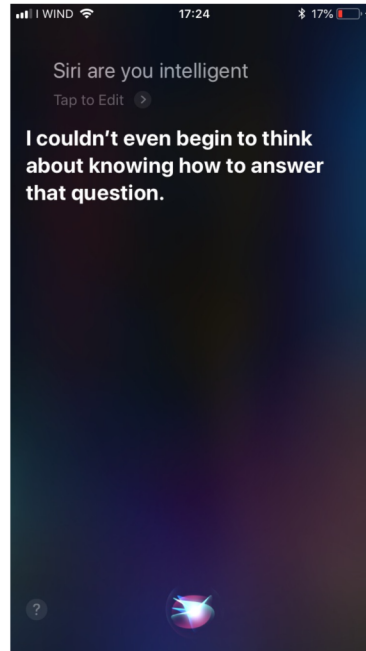 I WIND 17:24 17%
Siri are you intelligent
Tap to Edit >
I couldn't even begin to think
about knowing how to answer
that question.
?